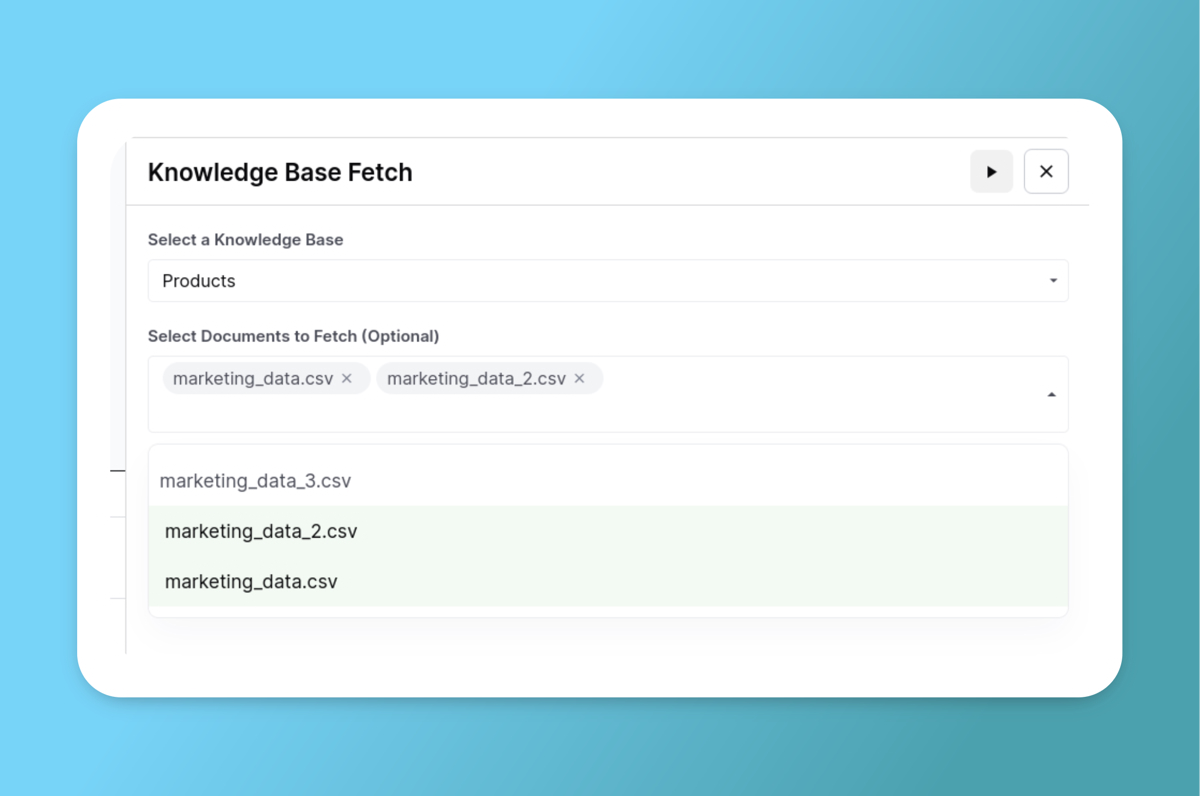 Knowledge Base Fetch
Select a Knowledge Base
Products
Select Documents to Fetch (Optional)
marketing_data.csv marketing_data_2.csv
marketing_data_3.csv
marketing_data_2.csv
marketing_data.csv